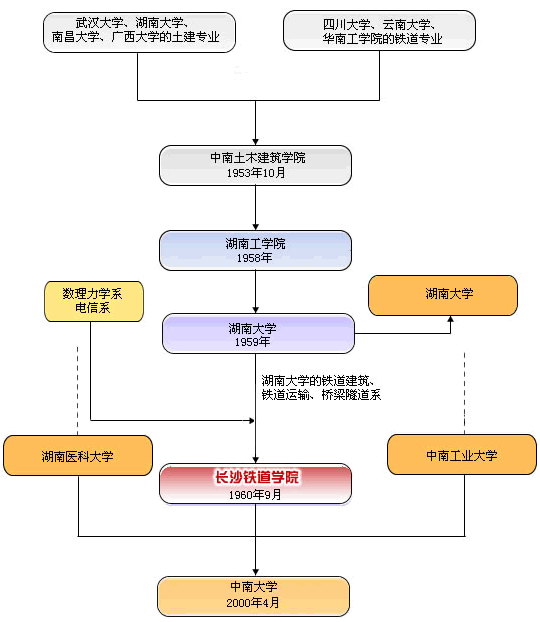 武汉大学、湖南大学、
南昌大学、广西大学的土建专业
四川大学、云南大学、
华南工学院的铁道专业
中南土木建筑学院
1953年10月
湖南工学院
1958年
数理力学系
电信系
湖南大学
湖南大学
1959年
湖南大学的铁道建筑、
铁道运输、桥梁隧道系
湖南医科大学
中南工业大学
长沙铁道学院
1960年9月
中南大学
2000年4月